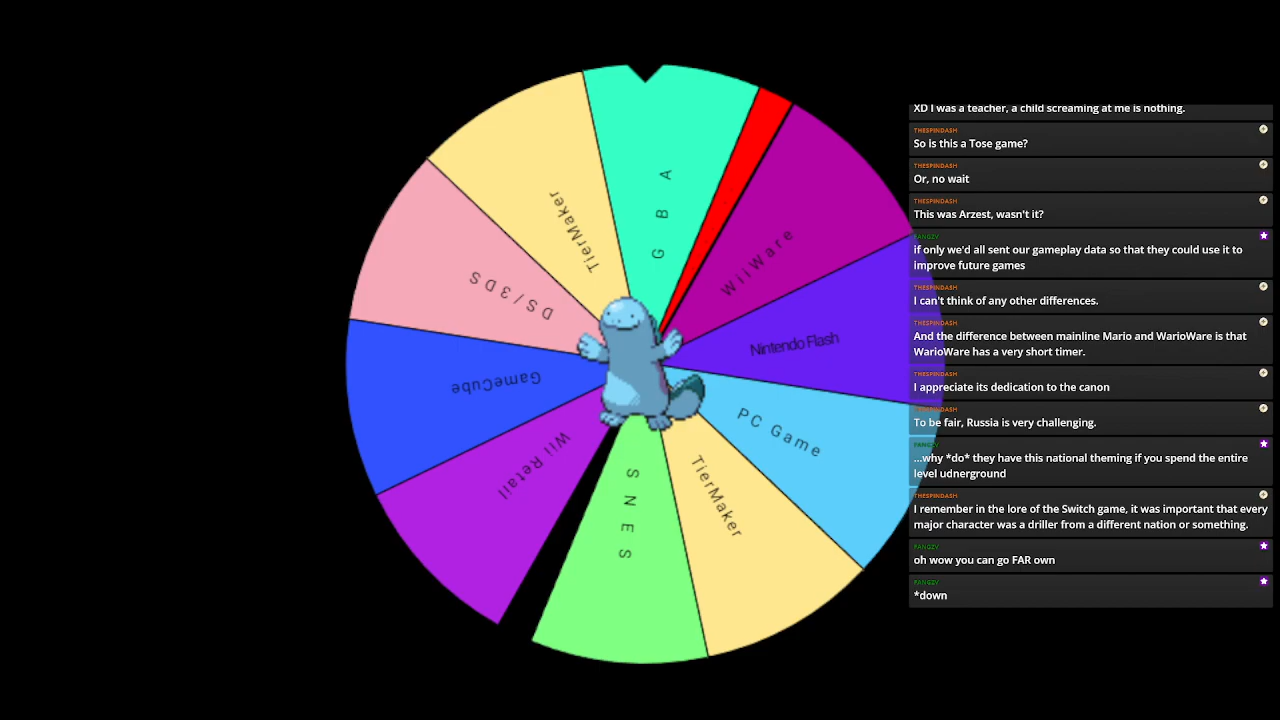 G B A
WiiWare
Nintendo Flash
PC Game
TierMaker
SNES
Wii Retail
GameCube
DS/3DS
TierMaker
XD I was a teacher, a child screaming at me is nothing.
THESPINDASH
So is this a Tose game?
THESPINDASH
Or, no wait
THESPINDASH
This was Arzest, wasn't it?
FANGZV
if only we'd all sent our gameplay data so that they could use it to
improve future games
THESPINDASH
I can't think of any other differences.
THESPINDASH
And the difference between mainline Mario and WarioWare is that
WarioWare has a very short timer.
THESPINDASH
I appreciate its dedication to the canon
THESPINDASH
To be fair, Russia is very challenging.
FANGZV
...why *do* they have this national theming if you spend the entire
level udnerground
THESPINDASH
I remember in the lore of the Switch game, it was important that every
major character was a driller from a different nation or something.
FANGZV
oh wow you can go FAR own
FANGZV
*down